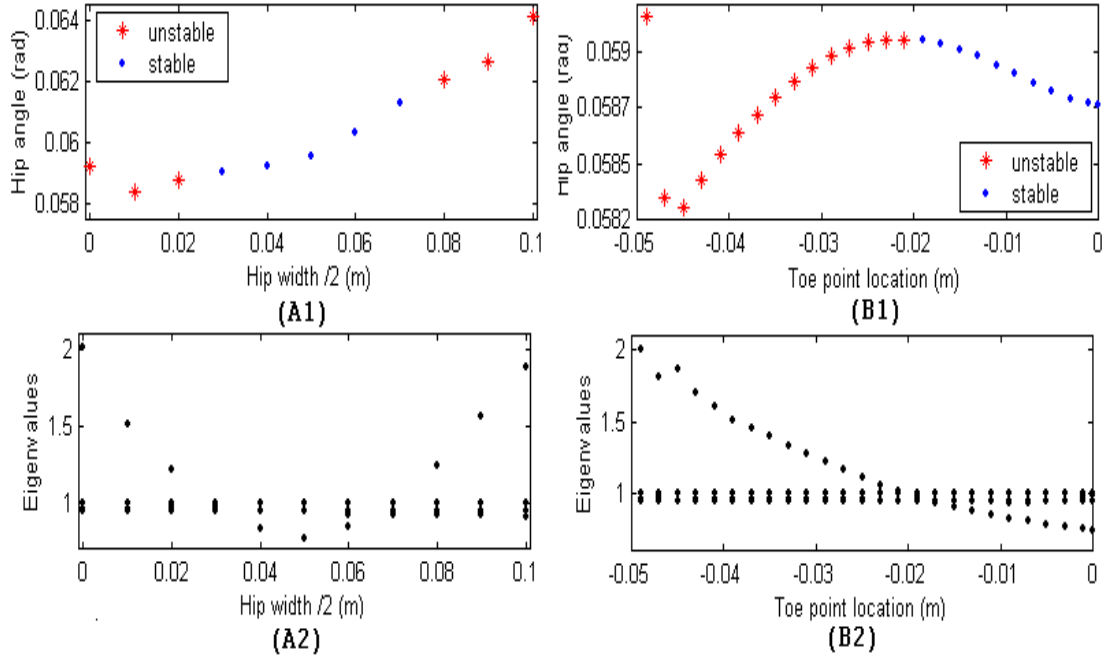 Hip angle (rad)
0.064
0.062
0.06
0.058
unstable
stable
0 0.02 0.04 0.06 0.08 0.1
Hip width /2 (m)
(A1)
Hip angle (rad)
0.059
0.0587
0.0585
0.0582
unstable
stable
-0.05 -0.04 -0.03 -0.02 -0.01 0
Toe point location (m)
(B1)
Eigenvalues
2
1.5
1
0 0.02 0.04 0.06 0.08 0.1
Hip width /2 (m)
(A2)
Eigenvalues
2
1.5
1
-0.05 -0.04 -0.03 -0.02 -0.01 0
Toe point location (m)
(B2)